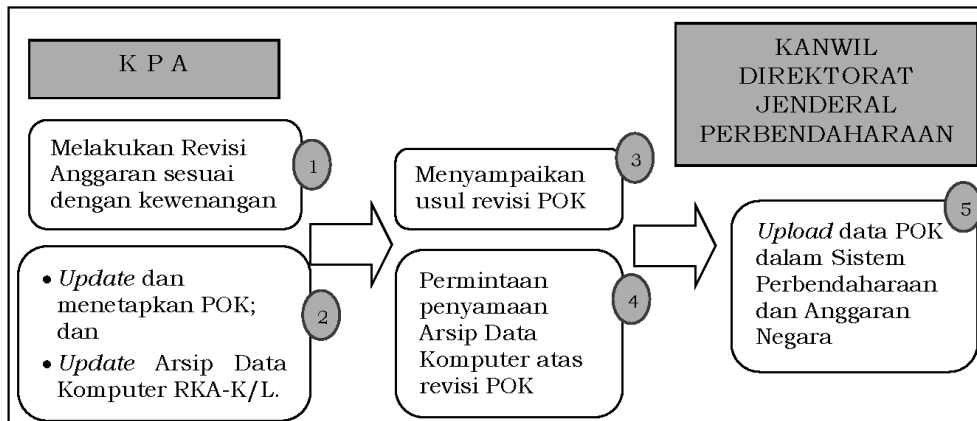 K P A
KANWIL
DIREKTORAT
JENDERAL
PERBENDAHARAAN
Melakukan Revisi
Anggaran sesuai
dengan kewenangan
1
• Update dan
menetapkan POK;
dan
• Update Arsip Data
Komputer RKA-K/L.
2
Menyampaikan
usul revisi POK
3
Permintaan
penyamaan
Arsip Data
Komputer atas
revisi POK
4
Upload data POK
dalam Sistem
Perbendaharaan
dan Anggaran
Negara
5